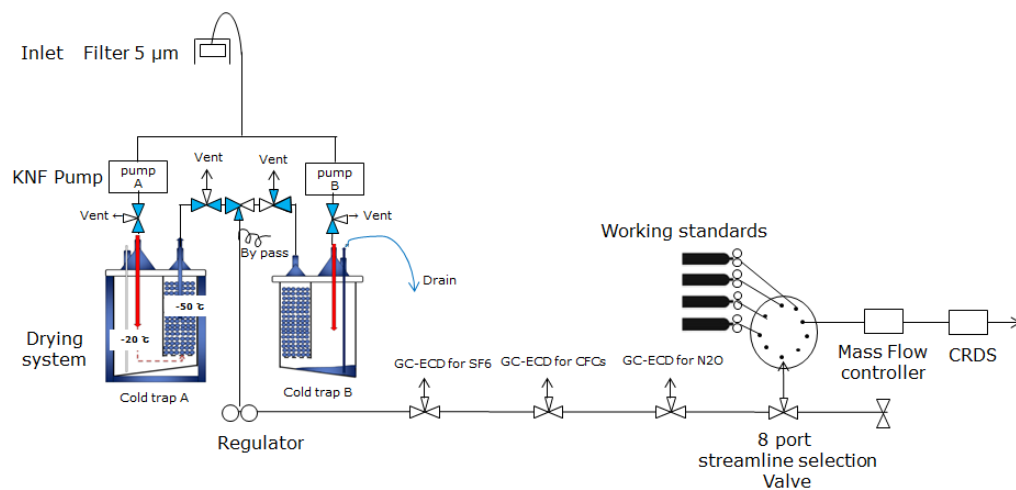 Inlet Filter 5 μm
KNF Pump
pump
A
Vent
Vent
pump
B
Vent
Vent
By pass
Drain
Working standards
Drying
system
-50 ℃
-20 ℃
Cold trap A
Cold trap B
GC-ECD for SF6
GC-ECD for CFCs
GC-ECD for N2O
Mass Flow
controller
CRDS
Regulator
8 port
streamline selection
Valve